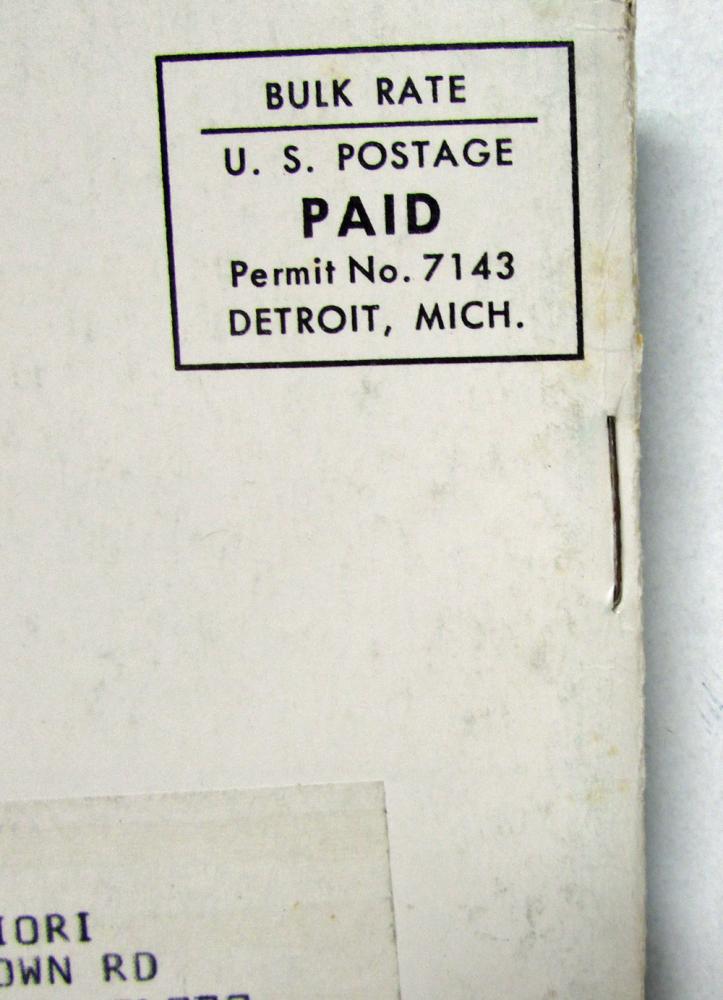 BULK RATE
U. S. POSTAGE
PAID
Permit No. 7143
DETROIT, MICH.
IORI
OWN RD